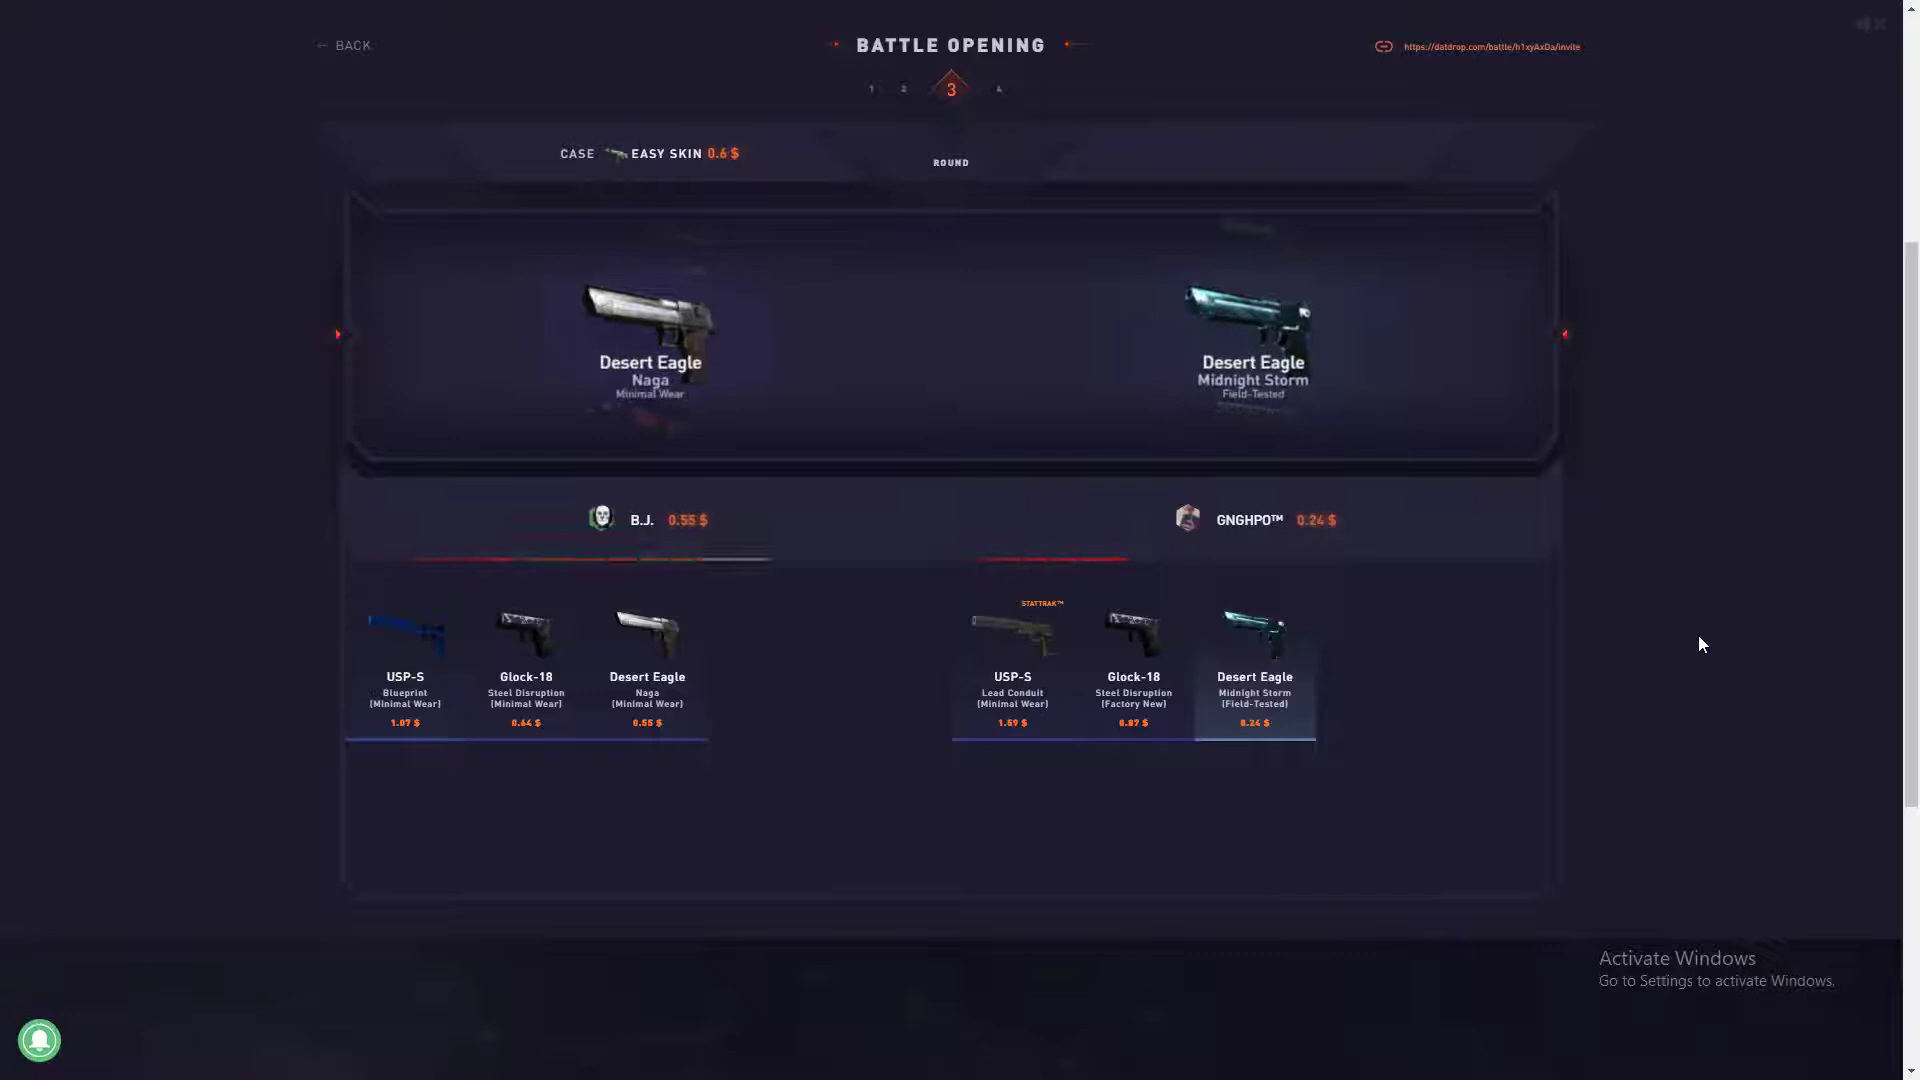 ← BACK
BATTLE OPENING
https://datdrop.com/battle/h1xyAxDa/invite
1 2 3 4
CASE EASY SKIN 0.6 $
ROUND
Desert Eagle
Naga
Minimal Wear
Desert Eagle
Midnight Storm
Field-Tested
B.J. 0.55 $
GNGHPO™ 0.24 $
USP-S
Blueprint
(Minimal Wear)
1.07 $
Glock-18
Steel Disruption
(Minimal Wear)
0.64 $
Desert Eagle
Naga
(Minimal Wear)
0.55 $
STATTRAK™
USP-S
Lead Conduit
(Minimal Wear)
1.59 $
Glock-18
Steel Disruption
(Factory New)
0.87 $
Desert Eagle
Midnight Storm
(Field-Tested)
0.24 $
Activate Windows
Go to Settings to activate Windows.